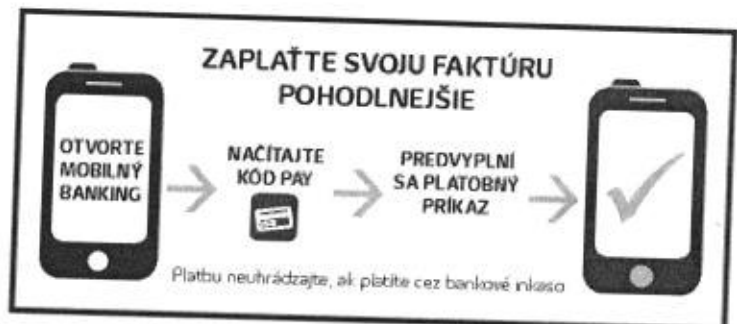 ZAPLAŤTE SVOJU FAKTÚRU
POHODLNEJŠIE
OTVORTE
MOBILNÝ
BANKING
NAČÍTAJTE
KÓD PAY
PREDVYPLNÍ
SA PLATOBNÝ
PRÍKAZ
Platbu neuhrádzajte, ak platíte cez bankové inkaso